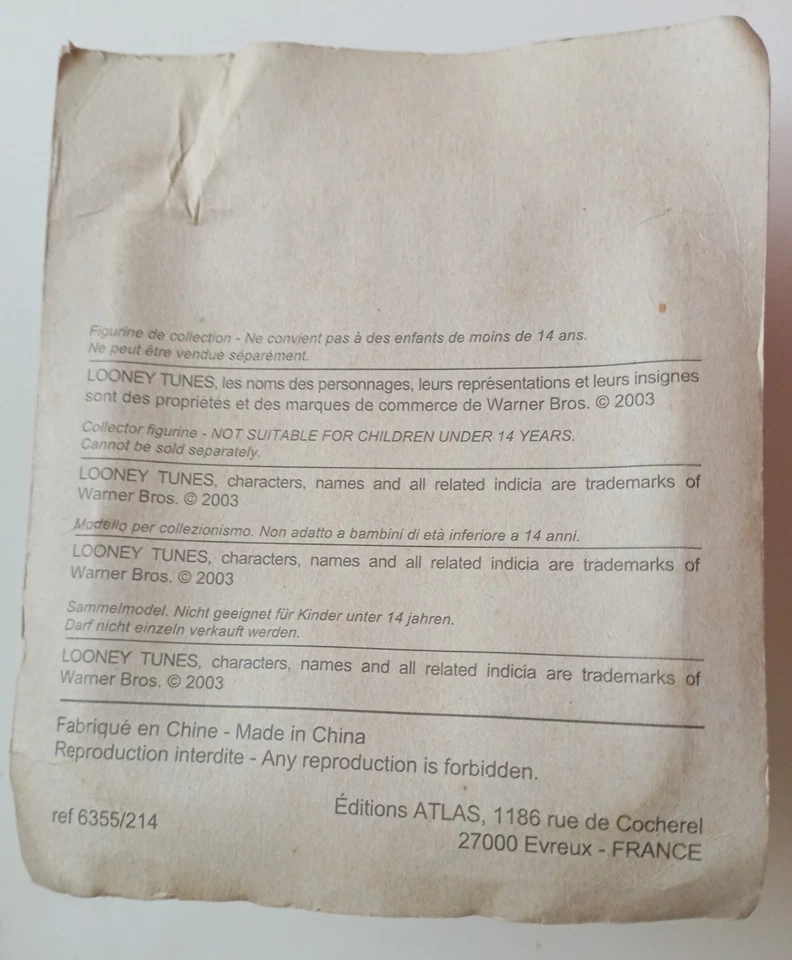 Figurine de collection - Ne convient pas à des enfants de moins de 14 ans.
Ne peut être vendue séparément.
LOONEY TUNES, les noms des personnages, leurs représentations et leurs insignes
sont des propriétés et des marques de commerce de Warner Bros. © 2003
Collector figurine - NOT SUITABLE FOR CHILDREN UNDER 14 YEARS.
Cannot be sold separately.
LOONEY TUNES, characters, names and all related indicia are trademarks of
Warner Bros. © 2003
Modello per collezionismo. Non adatto a bambini di età inferiore a 14 anni.
LOONEY TUNES, characters, names and all related indicia are trademarks of
Warner Bros. © 2003
Sammelmodel. Nicht geeignet für Kinder unter 14 jahren.
Darf nicht einzeln verkauft werden.
LOONEY TUNES, characters, names and all related indicia are trademarks of
Warner Bros. © 2003
Fabriqué en Chine - Made in China
Reproduction interdite - Any reproduction is forbidden.
ref 6355/214
Éditions ATLAS, 1186 rue de Cocherel
27000 Evreux - FRANCE